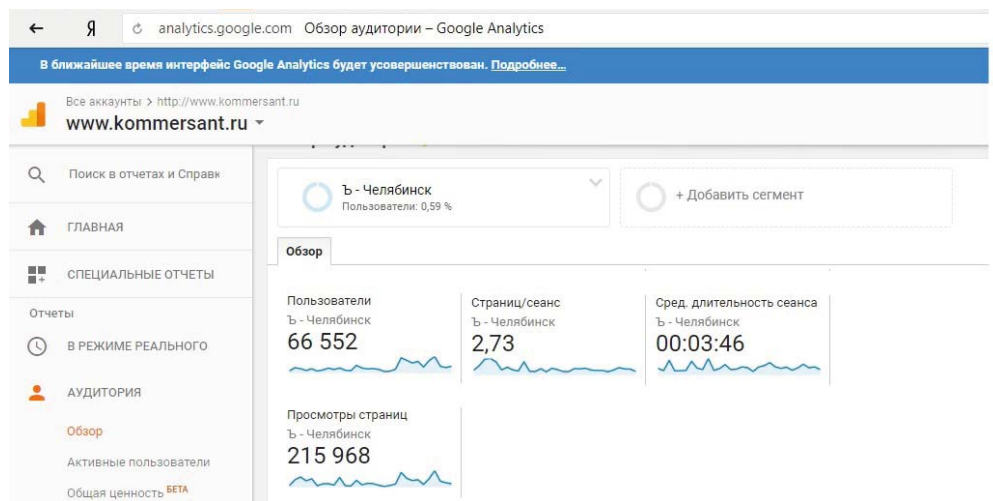 Я
analytics.google.com Обзор аудитории – Google Analytics
В ближайшее время интерфейс Google Analytics будет усовершенствован. Подробнее...
Все аккаунты > http://www.kommersant.ru
www.kommersant.ru
Поиск в отчетах и Справк
ГЛАВНАЯ
СПЕЦИАЛЬНЫЕ ОТЧЕТЫ
Отчеты
В РЕЖИМЕ РЕАЛЬНОГО
АУДИТОРИЯ
Обзор
Активные пользователи
Общая ценность БЕТА
Ъ - Челябинск
Пользователи: 0,59 %
+ Добавить сегмент
Обзор
Пользователи
Ъ - Челябинск
66 552
Страниц/сеанс
Ъ - Челябинск
2,73
Сред. длительность сеанса
Ъ - Челябинск
00:03:46
Просмотры страниц
Ъ - Челябинск
215 968